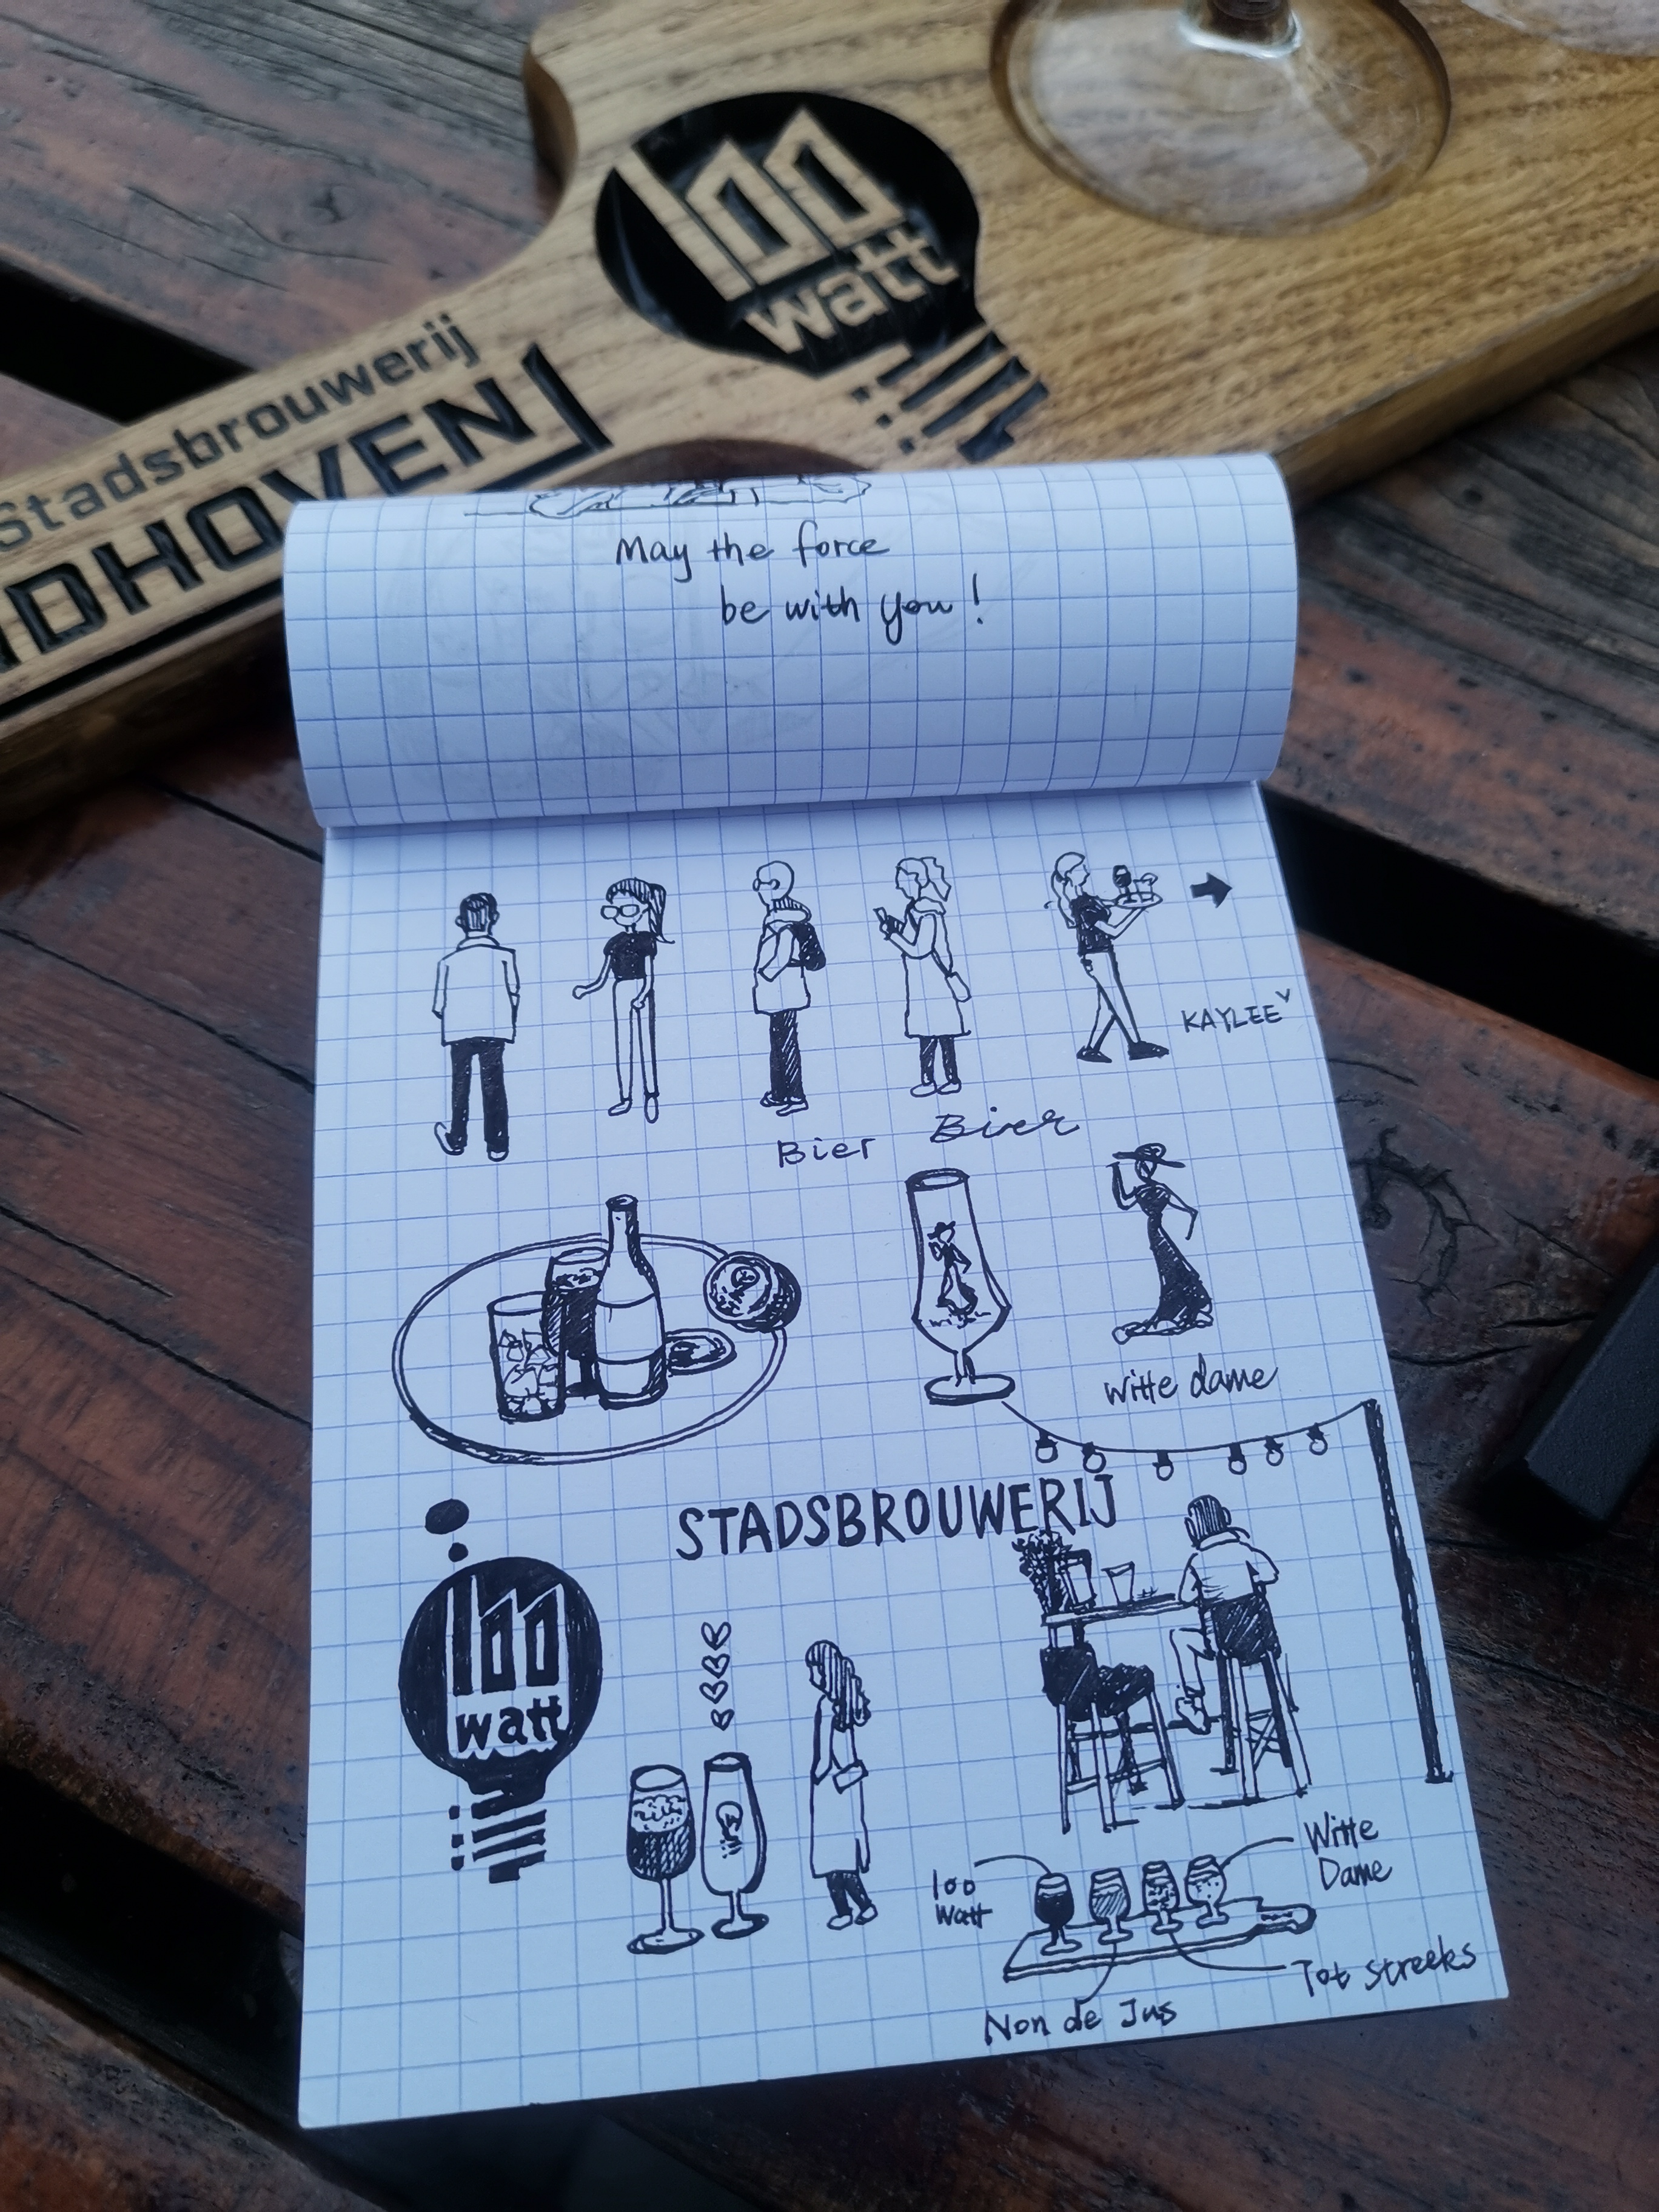 100
watt
Stadsbrouwerij
DHOVEN
May the force
be with you!
KAYLEE
Bier
Bier
witte dame
STADSBROUWERIJ
100
watt
Witte
Dame
100
Watt
Tot Streeks
Non de Jus